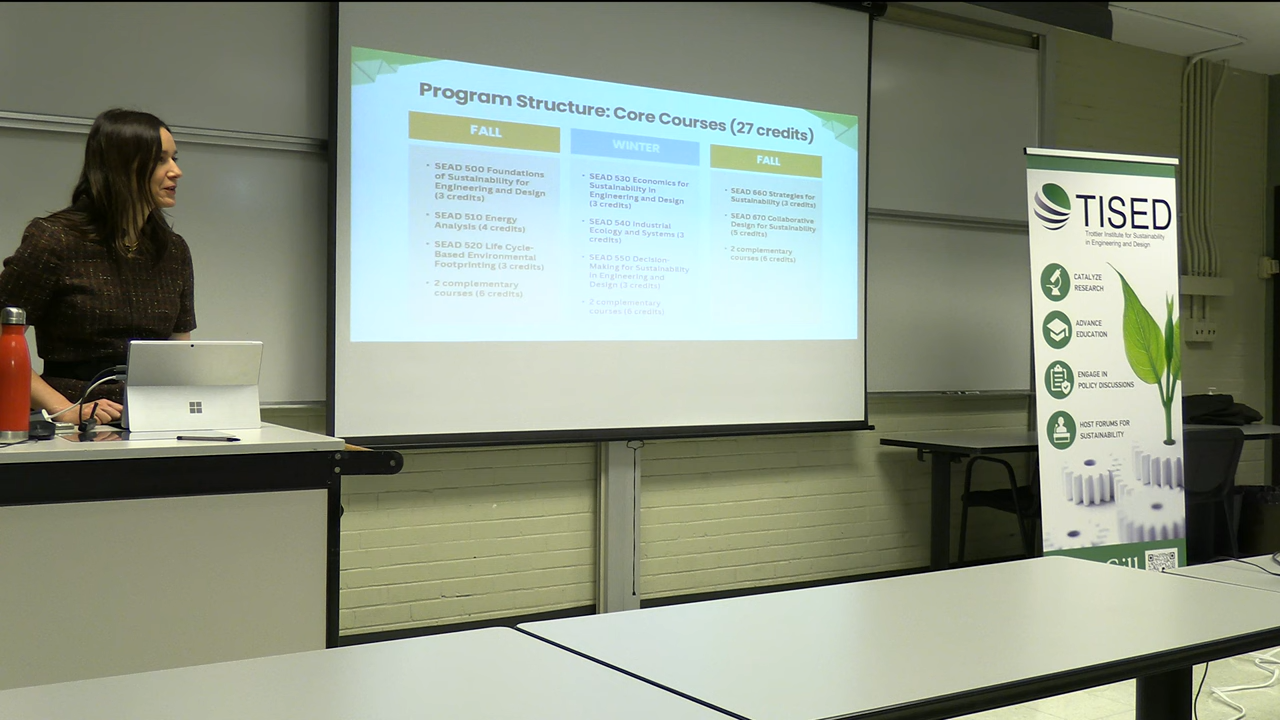 Program Structure: Core Courses (27 credits)
FALL
• SEAD 500 Foundations
of Sustainability for
Engineering and Design
(3 credits)
• SEAD 510 Energy
Analysis (4 credits)
• SEAD 520 Life Cycle-
Based Environmental
Footprinting (3 credits)
• 2 complementary
courses (6 credits)
WINTER
• SEAD 530 Economics for
Sustainability in
Engineering and Design
(3 credits)
• SEAD 540 Industrial
Ecology and Systems (3
credits)
• SEAD 550 Decision-
Making for Sustainability
in Engineering and
Design (3 credits)
• 2 complementary
courses (6 credits)
FALL
• SEAD 660 Strategies for
Sustainability (3 credits)
• SEAD 670 Collaborative
Design for Sustainability
(5 credits)
• 2 complementary
courses (6 credits)
TISED
Trottier Institute for Sustainability
in Engineering and Design
CATALYZE
RESEARCH
ADVANCE
EDUCATION
ENGAGE IN
POLICY DISCUSSIONS
HOST FORUMS FOR
SUSTAINABILITY